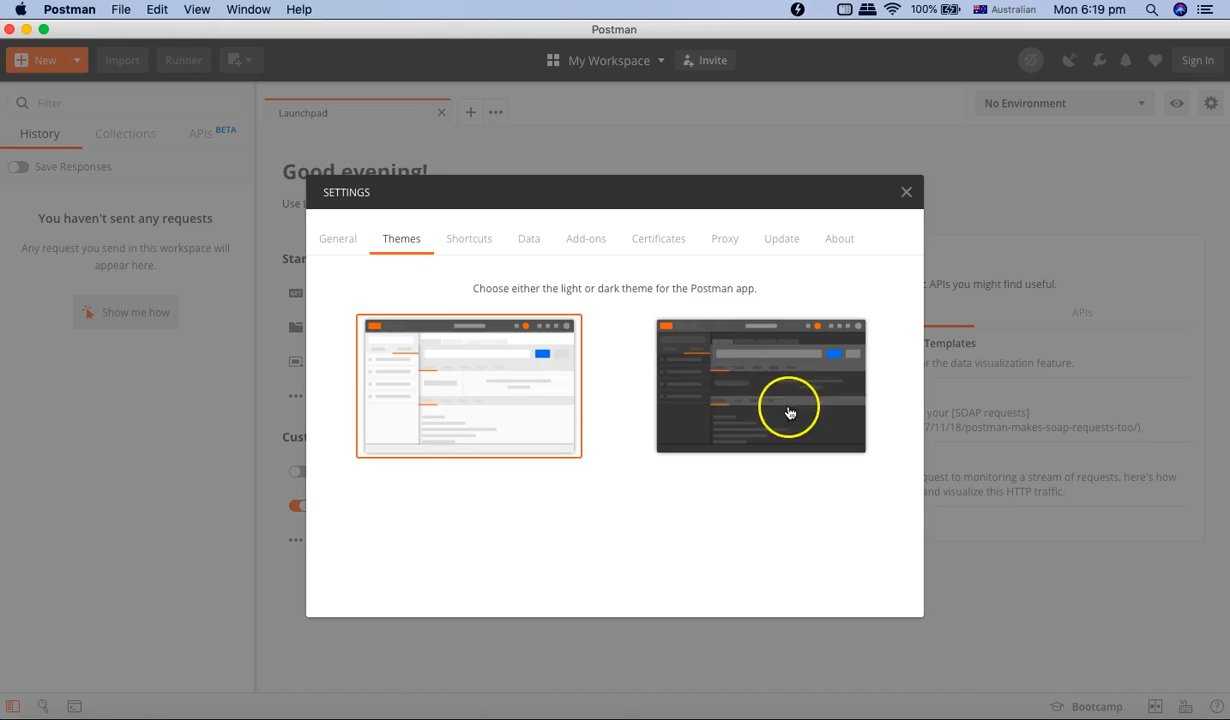 Postman File Edit View Window Help 100% Australian Mon 6:19 pm
Postman
New Import Runner My Workspace Invite Sign In
Filter
Launchpad
No Environment
History Collections APIs BETA
Save Responses
Good evening!
SETTINGS
Use
You haven't sent any requests
General Themes Shortcuts Data Add-ons Certificates Proxy Update About
Any request you send in this workspace will
appear here.
Star
Choose either the light or dark theme for the Postman app.
APIs you might find useful.
GET
Show me how
APIs
Templates
r the data visualization feature.
your [SOAP requests]
7/11/18/postman-makes-soap-requests-too/).
Cust
quest to monitoring a stream of requests, here's how
and visualize this HTTP traffic.
Bootcamp